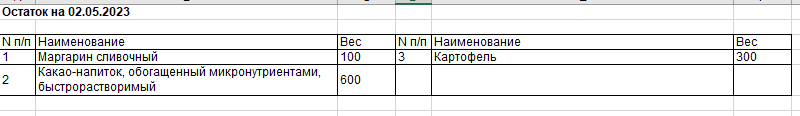 Остаток на 02.05.2023
N п/п Наименование Вес N п/п Наименование Вес
1 Маргарин сливочный 100 3 Картофель 300
2 Какао-напиток, обогащенный микронутриентами, 600
быстрорастворимый